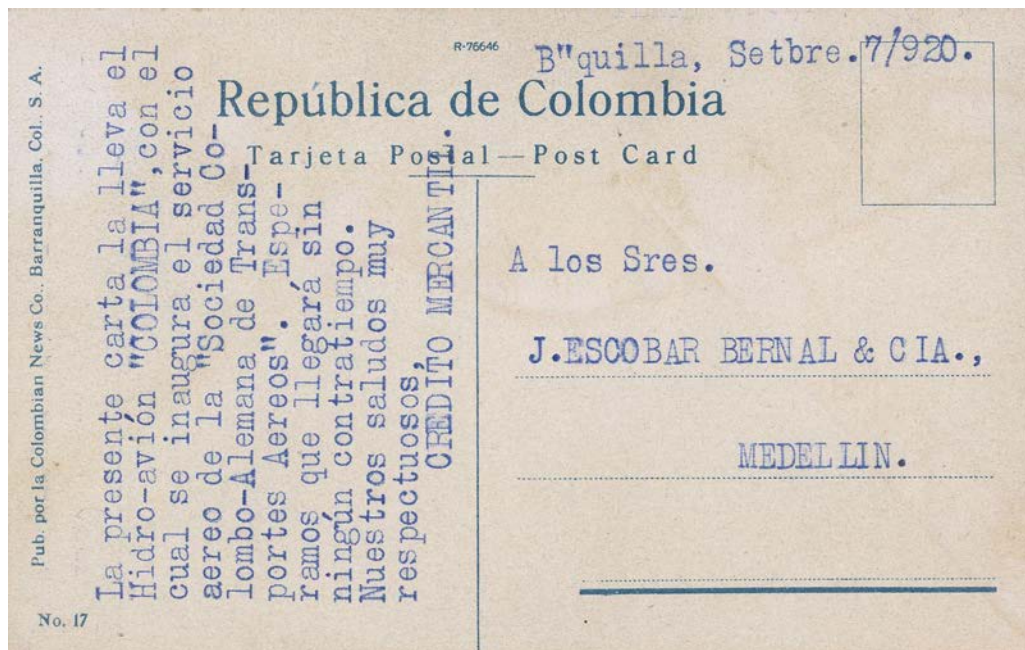 R-76646
B"quilla, Setbre.7/920.
República de Colombia
Tarjeta Postal — Post Card
La presente carta la lleva el
Hidro-avión "COLOMBIA",con el
cual se inaugura el servicio
aereo de la "Sociedad Co-
lombo-Alemana de Trans-
portes Aereos". Espe-
ramos que llegará sin
ningún contratiempo.
Nuestros saludos muy
respectuosos,
CREDITO MERCANTIL.
A los Sres.
J.ESCOBAR BERNAL & CIA.,
MEDELLIN.
Pub. por la Colombian News Co., Barranquilla, Col., S. A.
No. 17